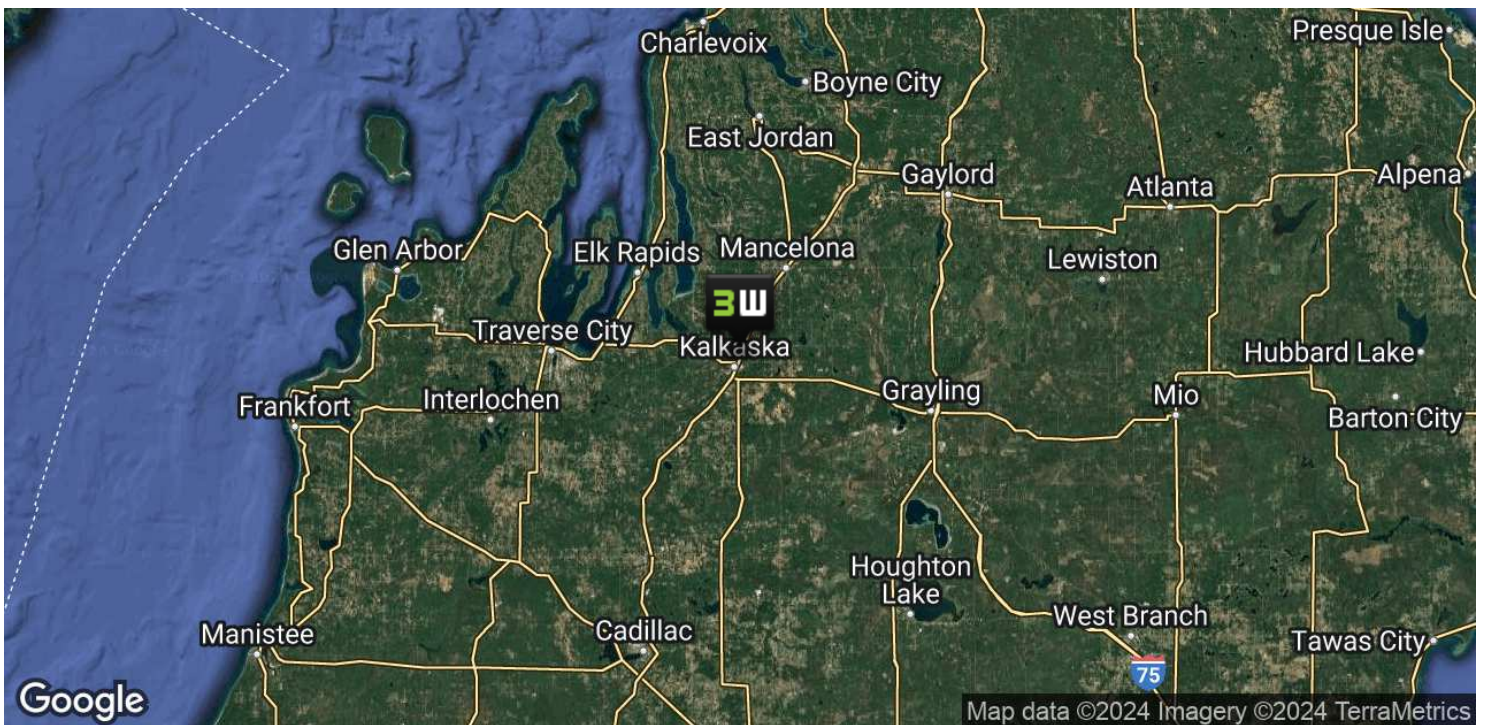 Charlevoix
Presque Isle
Boyne City
East Jordan
Gaylord
Atlanta
Alpena
Glen Arbor
Elk Rapids
Mancelona
Lewiston
3W
Traverse City
Kalkaska
Hubbard Lake
Frankfort
Interlochen
Grayling
Mio
Barton City
Houghton
Lake
West Branch
Manistee
Cadillac
Tawas City
75
Google
Map data ©2024 Imagery ©2024 TerraMetrics